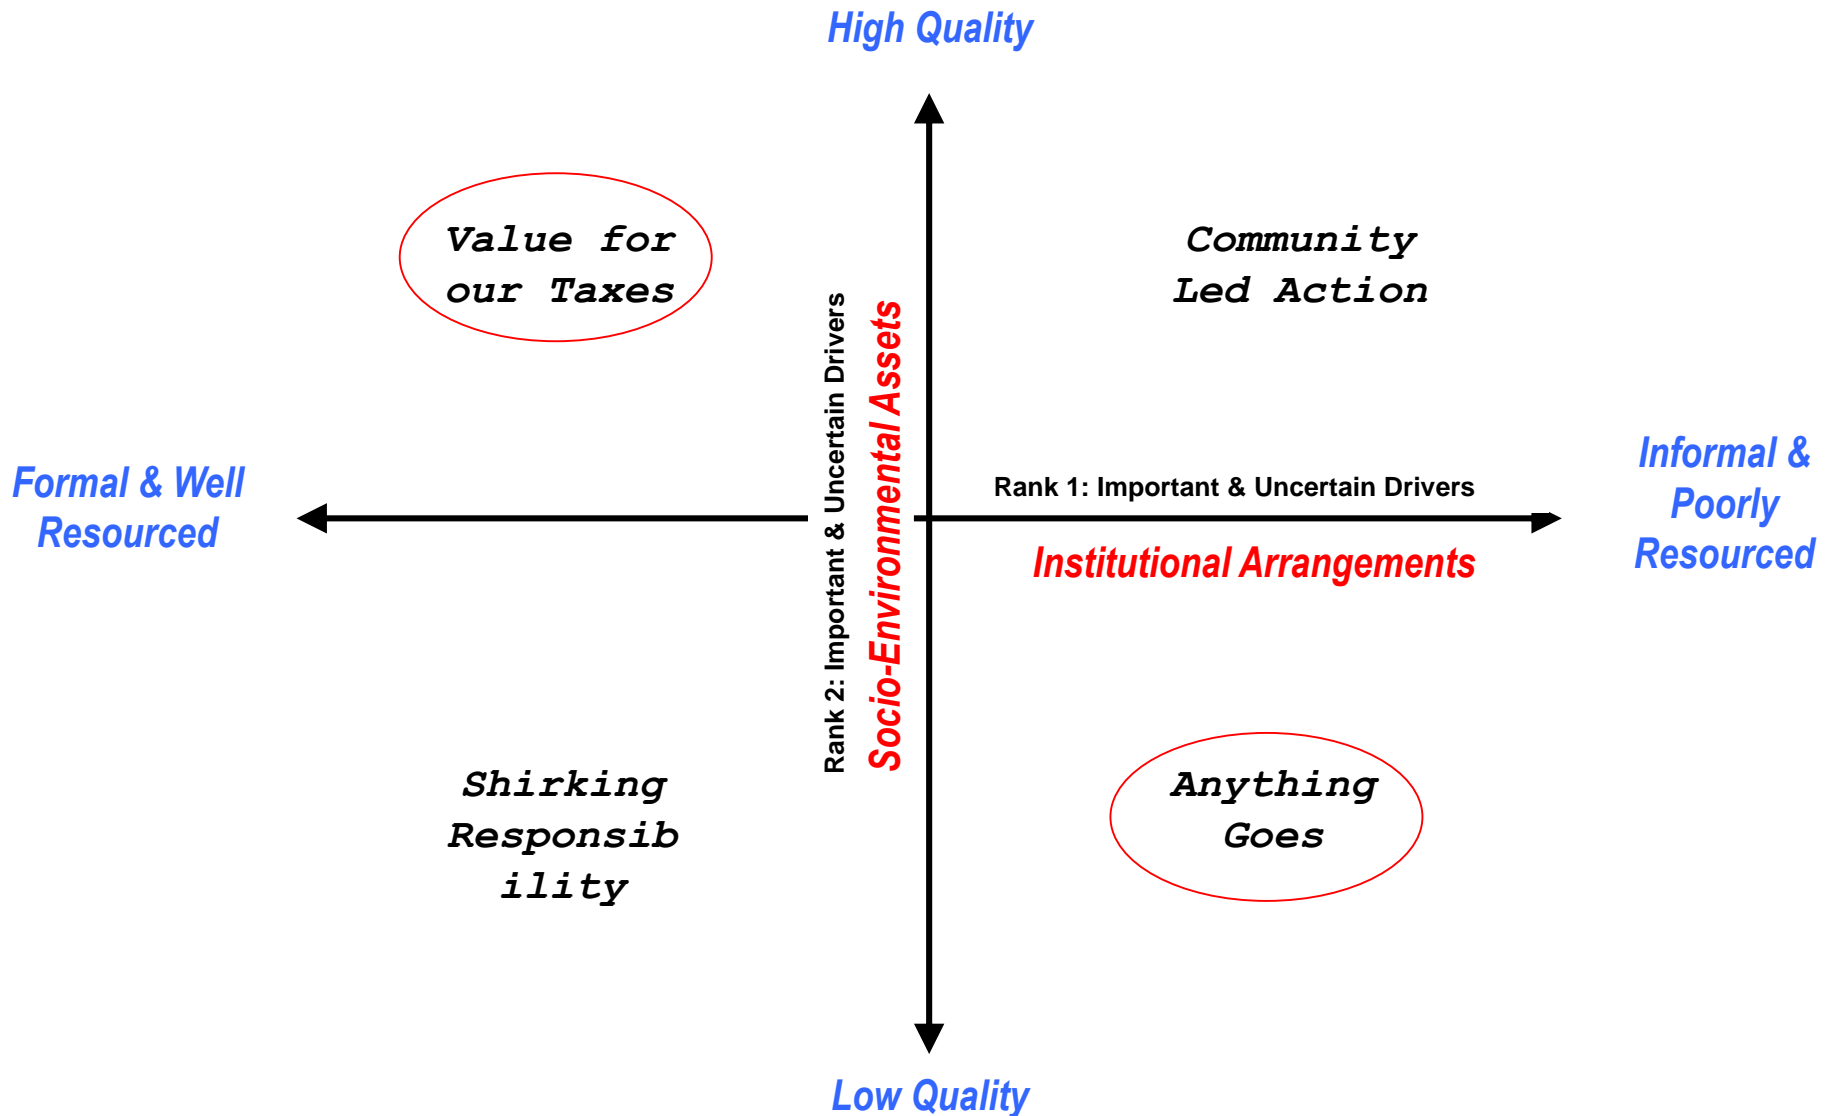 High Quality
Value for
our Taxes
Community
Led Action
Formal & Well
Resourced
Rank 2: Important & Uncertain Drivers
Socio-Environmental Assets
Rank 1: Important & Uncertain Drivers
Institutional Arrangements
Informal &
Poorly
Resourced
Shirking
Responsib
ility
Anything
Goes
Low Quality